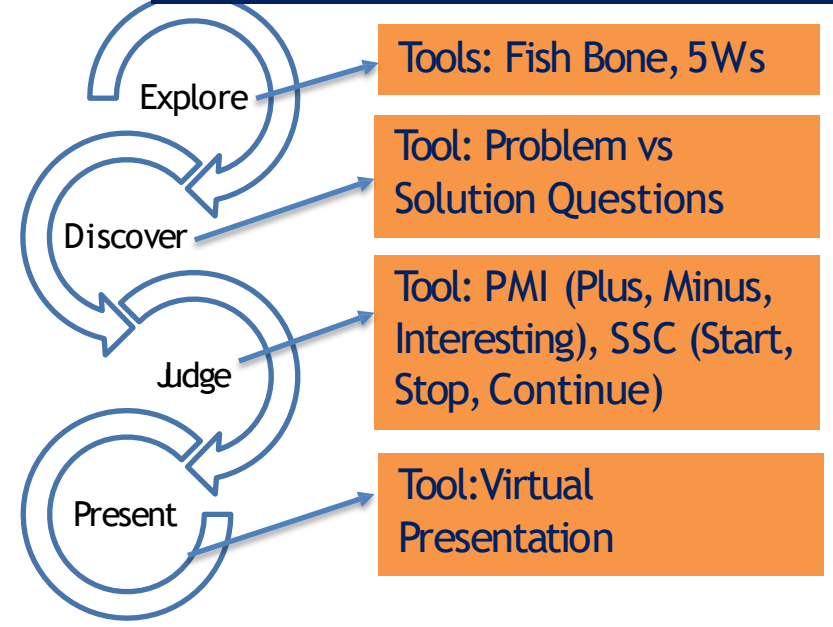 Explore
Tools: Fish Bone, 5Ws
Discover
Tool: Problem vs
Solution Questions
Judge
Tool: PMI (Plus, Minus,
Interesting), SSC (Start,
Stop, Continue)
Present
Tool:Virtual
Presentation